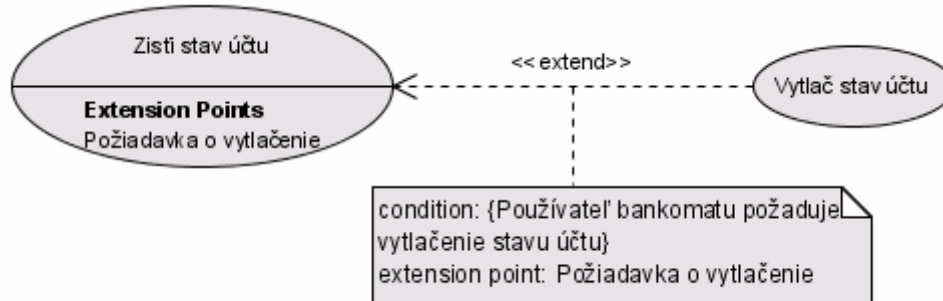 Zisti stav účtu
<< extend>>
Vytlač stav účtu
Extension Points
Požiadavka o vytlačenie
condition: {Používateľ bankomatu požaduje
vytlačenie stavu účtu}
extension point: Požiadavka o vytlačenie